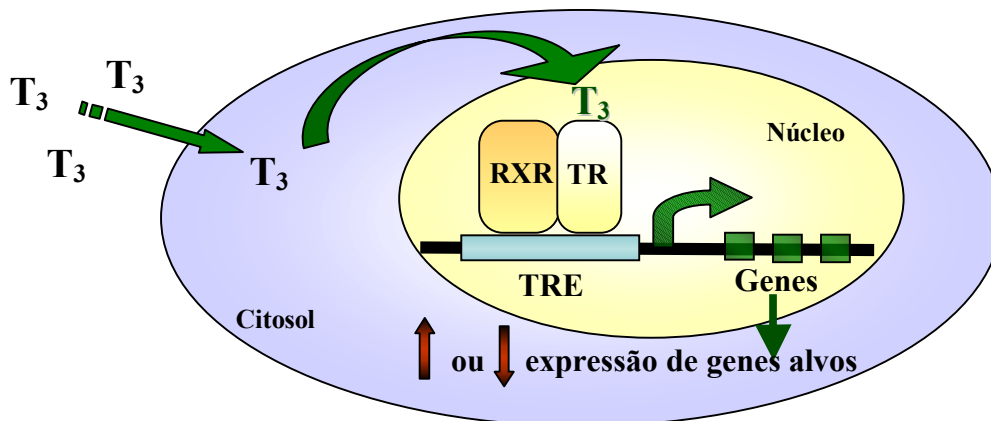 T3
T3
T3
T3
T3
Núcleo
RXR TR
TRE
Genes
Citosol
ou expressão de genes alvos